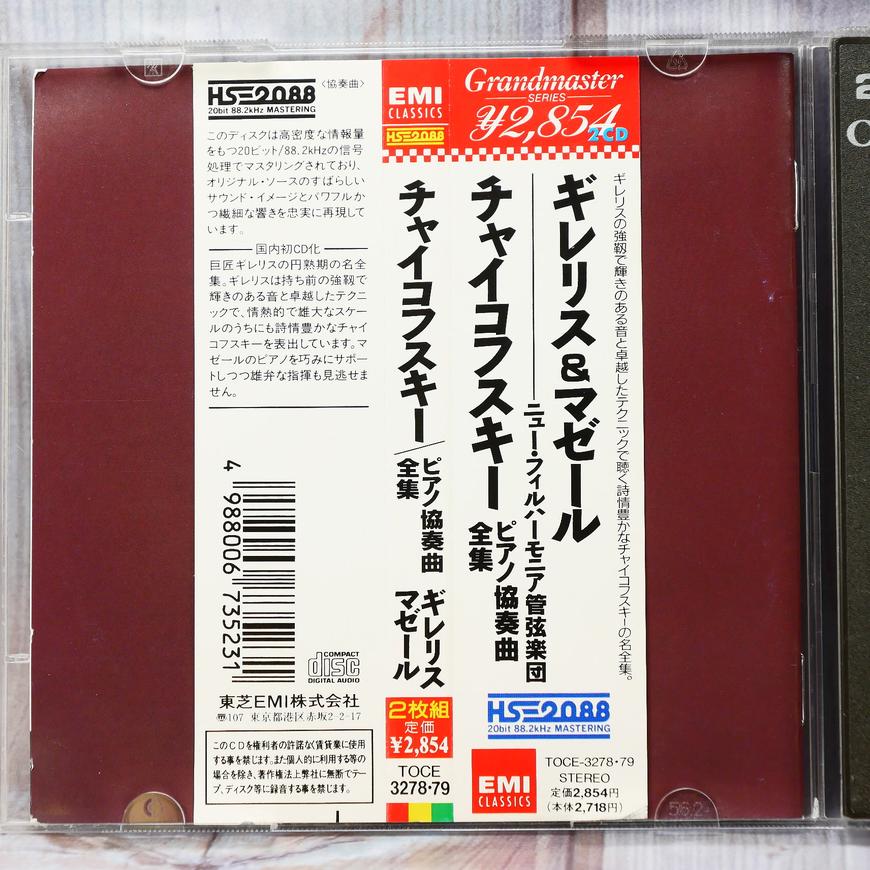 HS-2088
20bit 88.2kHz MASTERING
〈協奏曲〉
このディスクは高密度な情報量
をもつ20ビット/88.2kHzの信号
処理でマスタリングされており、
オリジナル・ソースのすばらしい
サウンド・イメージとパワフルか
つ繊細な響きを忠実に再現して
います。
国内初CD化
巨匠ギレリスの円熟期の名全
集。ギレリスは持ち前の強靱で
輝きのある音と卓越したテクニ
ックで、情熱的で雄大なスケー
ルのうちにも詩情豊かなチャイ
コフスキーを表出しています。マ
ゼールのピアノを巧みにサポー
トしつつ雄弁な指揮も見逃せま
せん。
4 988006 735231
COMPACT
disc
DIGITAL AUDIO
東芝EMI株式会社
〠107 東京都港区赤坂2-2-17
このCDを権利者の許諾なく賃貸業に使用
する事を禁じます。また個人的に利用する等の
場合を除き、著作権法上弊社に無断でテー
プ、ディスク等に録音する事を禁じます。
EMI
CLASSICS
HS-2088
チャイコフスキー/ピアノ協奏曲
全集
ギレリス
マゼール
2枚組
定価
¥2,854
TOCE
3278・79
Grandmaster
SERIES
¥2,854
2CD
ギレリスの強靱で輝きのある音と卓越したテクニックで聴く詩情豊かなチャイコフスキーの名全集。
ギレリス&マゼール
ニュー・フィルハーモニア管弦楽団
チャイコフスキー ピアノ協奏曲
全集
HS-2088
20bit 88.2kHz MASTERING
EMI
CLASSICS
TOCE-3278・79
STEREO
定価2,854円
(本体2,718円)